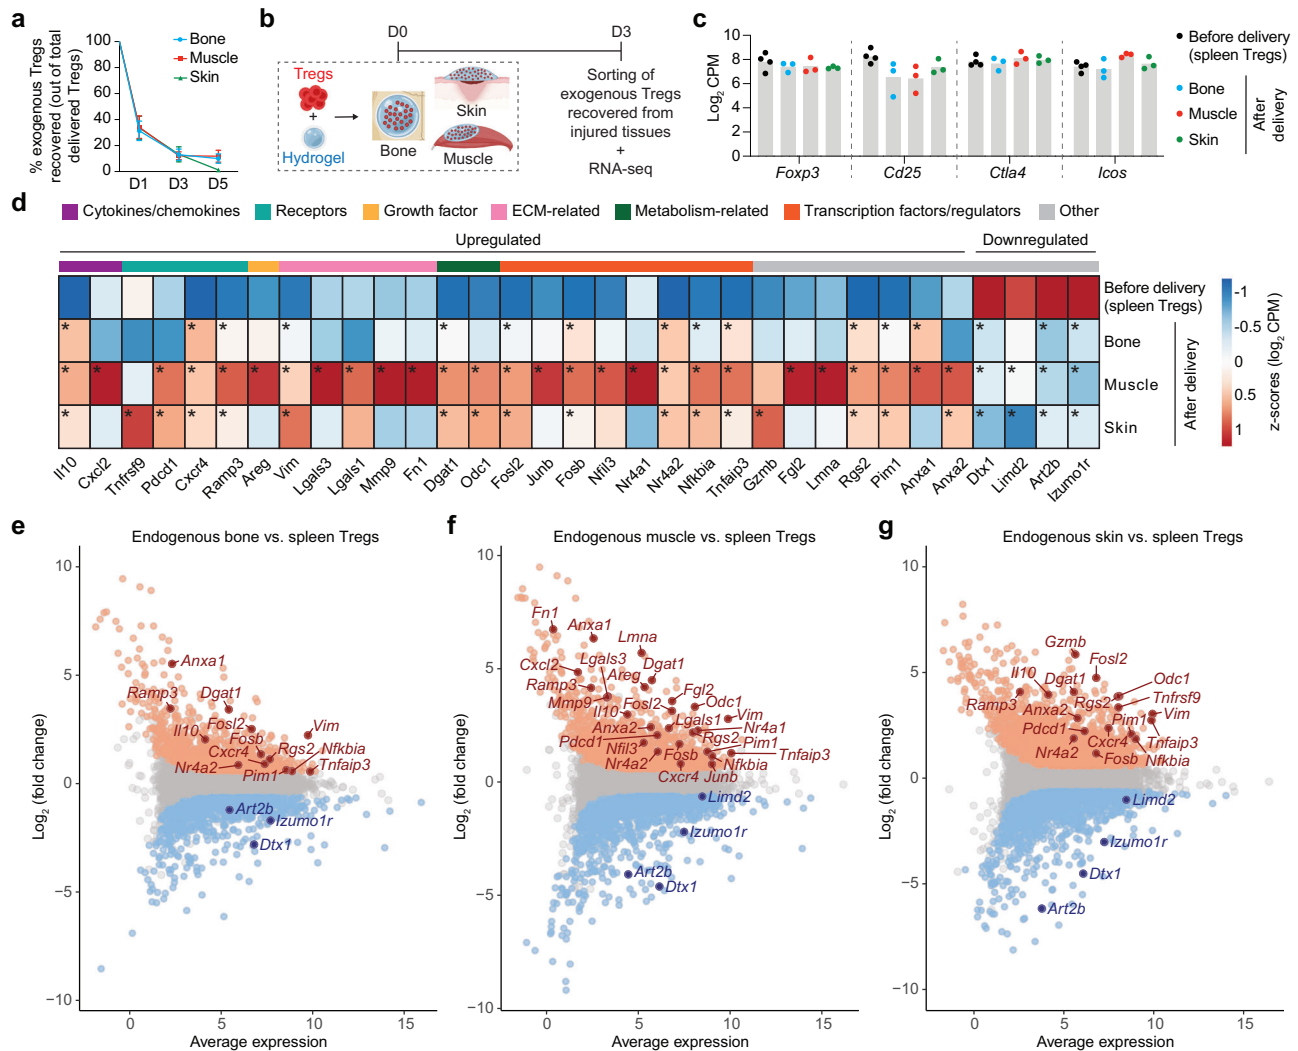 a
% exogenous Tregs
recovered (out of total
delivered Tregs)
100
80
60
40
20
0
D1 D3 D5
Bone
Muscle
Skin
b
D0 D3
Tregs
+
Hydrogel
Bone
Skin
Muscle
Sorting of
exogenous Tregs
recovered from
injured tissues
+
RNA-seq
c
Log2 CPM
10
8
6
4
2
0
Foxp3 Cd25 Ctla4 Icos
Before delivery
(spleen Tregs)
Bone
Muscle
Skin
After
delivery
d
Cytokines/chemokines Receptors Growth factor ECM-related Metabolism-related Transcription factors/regulators Other
Upregulated Downregulated
Before delivery
(spleen Tregs)
Bone
Muscle
Skin
After delivery
-1
-0.5
0
0.5
1
z-scores (log2 CPM)
* * * * * * * * * * * * * * * * *
* * * * * * * * * * * * * * * * * * * * * * * * * * * * * *
* * * * * * * * * * * * * * * * * * * * * *
Il10 Cxcl2 Tnfrsf9 Pdcd1 Cxcr4 Ramp3 Areg Vim Lgals3 Lgals1 Mmp9 Fn1 Dgat1 Odc1 Fosl2 Junb Fosb Nfil3 Nr4a1 Nr4a2 Nfkbia Tnfaip3 Gzmb Fgl2 Lmna Rgs2 Pim1 Anxa1 Anxa2 Dtx1 Limd2 Art2b Izumo1r
e
Endogenous bone vs. spleen Tregs
Log2 (fold change)
10
5
0
−5
−10
Anxa1
Ramp3 Dgat1
Il10 Fosl2 Vim
Fosb
Cxcr4 Rgs2 Nfkbia
Nr4a2 Pim1 Tnfaip3
Art2b
Izumo1r
Dtx1
0 5 10 15
Average expression
f
Endogenous muscle vs. spleen Tregs
Log2 (fold change)
10
5
0
−5
−10
Fn1
Anxa1
Lmna
Cxcl2 Lgals3 Dgat1
Ramp3 Areg
Mmp9 Fgl2
Il10 Fosl2 Odc1
Anxa2 Lgals1 Vim
Pdcd1 Nr4a1
Nfil3 Rgs2 Pim1
Nr4a2 Fosb Nfkbia Tnfaip3
Cxcr4 Junb
Limd2
Izumo1r
Art2b
Dtx1
0 5 10 15
Average expression
g
Endogenous skin vs. spleen Tregs
Log2 (fold change)
10
5
0
−5
−10
Gzmb
Il10 Fosl2
Dgat1 Odc1
Ramp3 Rgs2 Tnfrsf9
Anxa2 Vim
Pdcd1 Pim1
Nr4a2 Cxcr4 Tnfaip3
Fosb Nfkbia
Limd2
Izumo1r
Dtx1
Art2b
0 5 10 15
Average expression